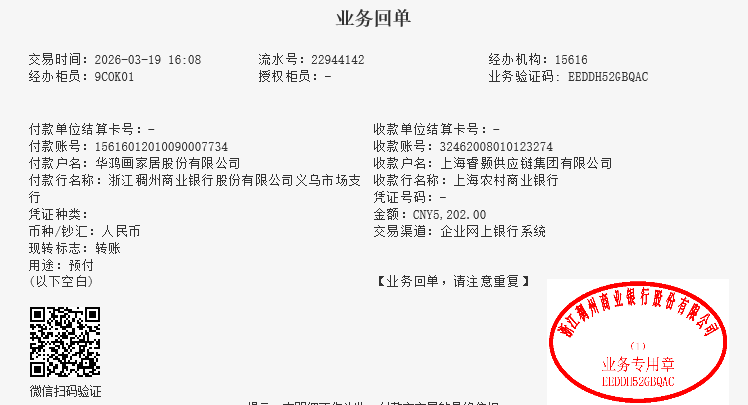 业务回单
交易时间：2026-03-19 16:08 流水号：22944142 经办机构：15616
经办柜员：9COK01 授权柜员：- 业务验证码: EEDDH52GBQAC
付款单位结算卡号：- 收款单位结算卡号：-
付款账号：15616012010090007734 收款账号：32462008010123274
付款户名：华鸿画家居股份有限公司 收款户名：上海睿颢供应链集团有限公司
付款行名称：浙江稠州商业银行股份有限公司义乌市场支 收款行名称：上海农村商业银行
行 凭证号码：-
凭证种类： 金额：CNY5,202.00
币种/钞汇：人民币 交易渠道：企业网上银行系统
现转标志：转账
用途：预付
(以下空白) 【业务回单，请注意重复】
浙江稠州商业银行股份有限公司
(1)
业务专用章
EEDDH52GBQAC
微信扫码验证